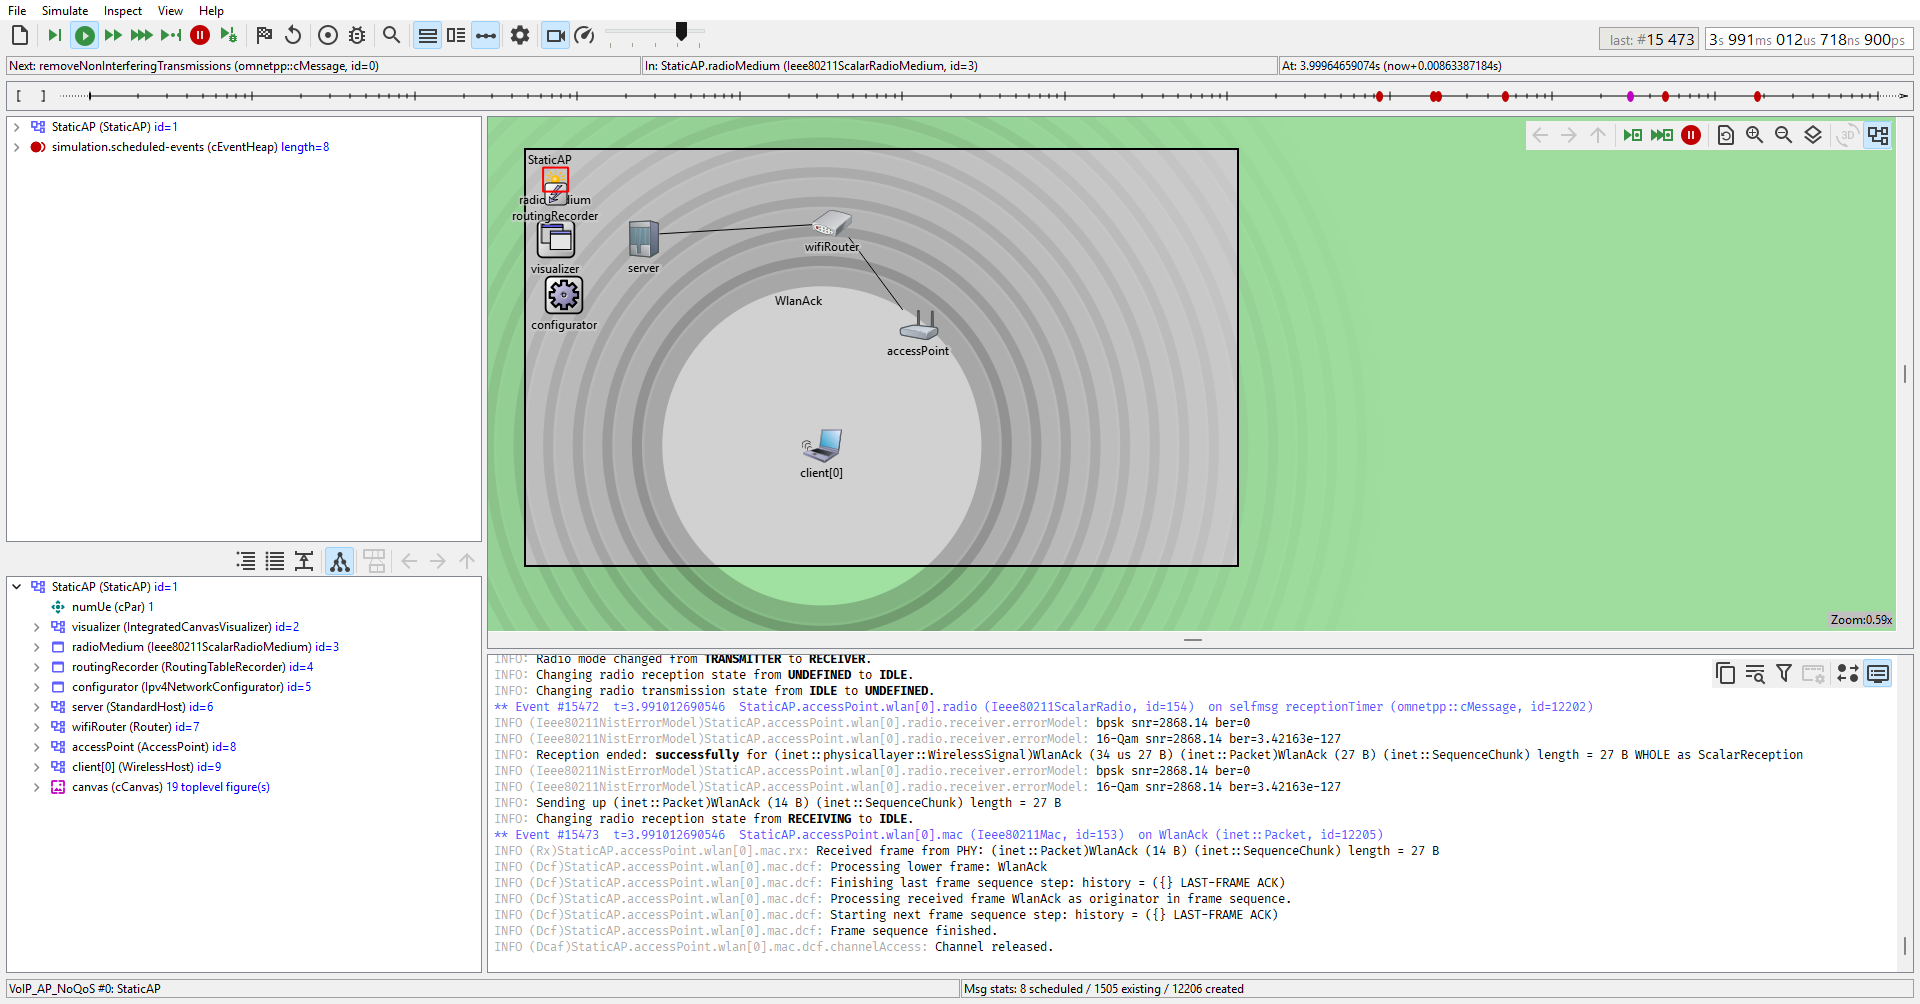 File Simulate Inspect View Help
last: #15 473
3s 991ms 012us 718ns 900ps
Next: removeNonInterferingTransmissions (omnetpp::cMessage, id=0)
In: StaticAP.radioMedium (Ieee80211ScalarRadioMedium, id=3)
At: 3.99964659074s (now+0.00863387184s)
[ ]
StaticAP (StaticAP) id=1
simulation.scheduled-events (cEventHeap) length=8
StaticAP (StaticAP) id=1
numUe (cPar) 1
visualizer (IntegratedCanvasVisualizer) id=2
radioMedium (Ieee80211ScalarRadioMedium) id=3
routingRecorder (RoutingTableRecorder) id=4
configurator (Ipv4NetworkConfigurator) id=5
server (StandardHost) id=6
wifiRouter (Router) id=7
accessPoint (AccessPoint) id=8
client[0] (WirelessHost) id=9
canvas (cCanvas) 19 toplevel figure(s)
3D
StaticAP
routingRecorder
visualizer
configurator
server
wifiRouter
WlanAck
accessPoint
client[0]
Zoom:0.59x
INFO: Radio mode changed from TRANSMITTER to RECEIVER.
INFO: Changing radio reception state from UNDEFINED to IDLE.
INFO: Changing radio transmission state from IDLE to UNDEFINED.
** Event #15472 t=3.991012690546 StaticAP.accessPoint.wlan[0].radio (Ieee80211ScalarRadio, id=154) on selfmsg receptionTimer (omnetpp::cMessage, id=12202)
INFO (Ieee80211NistErrorModel)StaticAP.accessPoint.wlan[0].radio.receiver.errorModel: bpsk snr=2868.14 ber=0
INFO (Ieee80211NistErrorModel)StaticAP.accessPoint.wlan[0].radio.receiver.errorModel: 16-Qam snr=2868.14 ber=3.42163e-127
INFO: Reception ended: successfully for (inet::physicallayer::WirelessSignal)WlanAck (34 us 27 B) (inet::Packet)WlanAck (27 B) (inet::SequenceChunk) length = 27 B WHOLE as ScalarReception
INFO (Ieee80211NistErrorModel)StaticAP.accessPoint.wlan[0].radio.receiver.errorModel: bpsk snr=2868.14 ber=0
INFO (Ieee80211NistErrorModel)StaticAP.accessPoint.wlan[0].radio.receiver.errorModel: 16-Qam snr=2868.14 ber=3.42163e-127
INFO: Sending up (inet::Packet)WlanAck (14 B) (inet::SequenceChunk) length = 27 B
INFO: Changing radio reception state from RECEIVING to IDLE.
** Event #15473 t=3.991012690546 StaticAP.accessPoint.wlan[0].mac (Ieee80211Mac, id=153) on WlanAck (inet::Packet, id=12205)
INFO (Rx)StaticAP.accessPoint.wlan[0].mac.rx: Received frame from PHY: (inet::Packet)WlanAck (14 B) (inet::SequenceChunk) length = 27 B
INFO (Dcf)StaticAP.accessPoint.wlan[0].mac.dcf: Processing lower frame: WlanAck
INFO (Dcf)StaticAP.accessPoint.wlan[0].mac.dcf: Finishing last frame sequence step: history = ({} LAST-FRAME ACK)
INFO (Dcf)StaticAP.accessPoint.wlan[0].mac.dcf: Processing received frame WlanAck as originator in frame sequence.
INFO (Dcf)StaticAP.accessPoint.wlan[0].mac.dcf: Starting next frame sequence step: history = ({} LAST-FRAME ACK)
INFO (Dcf)StaticAP.accessPoint.wlan[0].mac.dcf: Frame sequence finished.
INFO (Dcaf)StaticAP.accessPoint.wlan[0].mac.dcf.channelAccess: Channel released.
VoIP_AP_NoQoS #0: StaticAP
Msg stats: 8 scheduled / 1505 existing / 12206 created